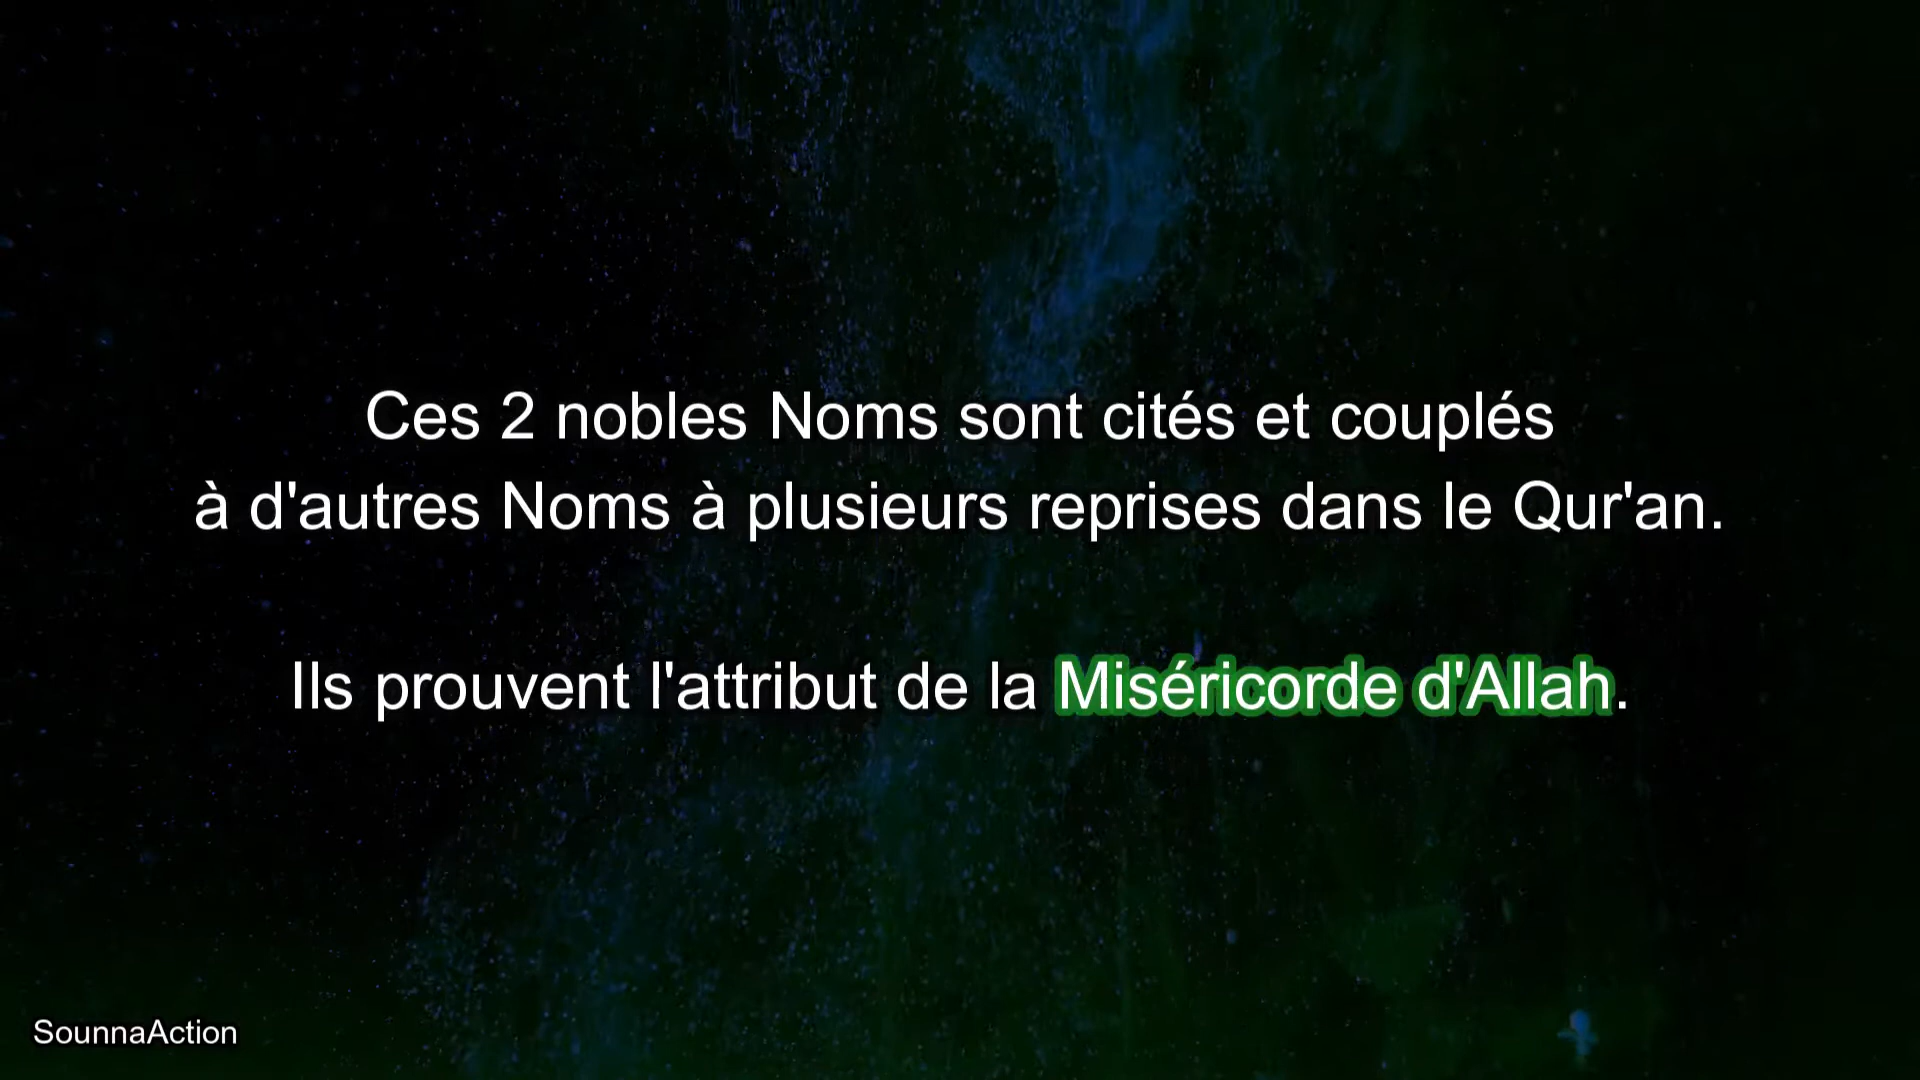 Ces 2 nobles Noms sont cités et couplés
à d'autres Noms à plusieurs reprises dans le Qur'an.
Ils prouvent l'attribut de la Miséricorde d'Allah.
SounnaAction